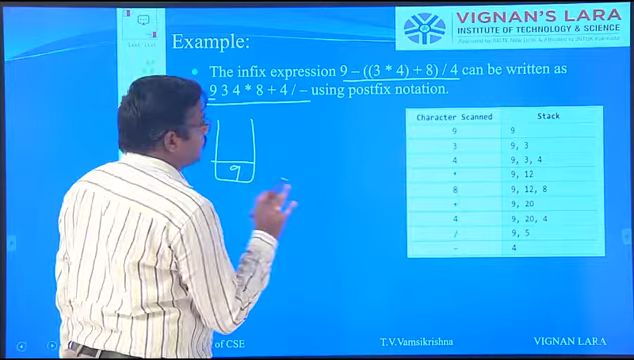 VIGNAN'S LARA
INSTITUTE OF TECHNOLOGY & SCIENCE
Example:
• The infix expression 9 – ((3 * 4) + 8) / 4 can be written as
9 3 4 * 8 + 4 / – using postfix notation.
9
Character Scanned Stack
9 9
3 9, 3
4 9, 3, 4
* 9, 12
8 9, 12, 8
+ 9, 20
4 9, 20, 4
/ 9, 5
- 4
of CSE T.V.Vamsikrishna VIGNAN LARA